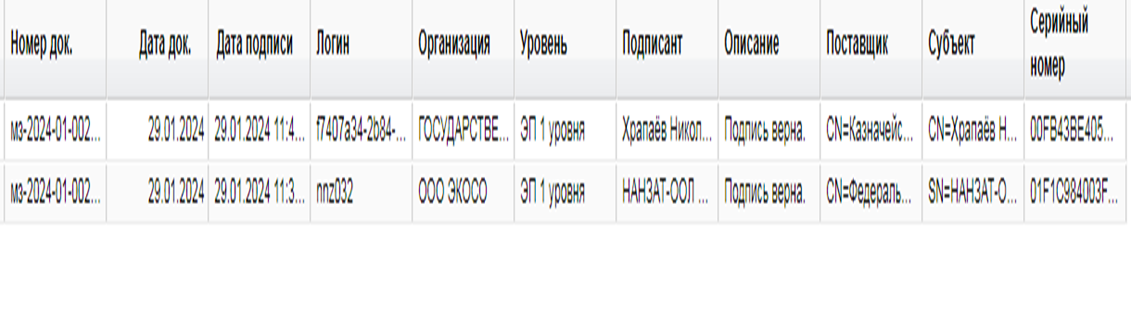 Номер док. Дата док. Дата подписи Логин Организация Уровень Подписант Описание Поставщик Субъект Серийный номер
мз-2024-01-002... 29.01.2024 29.01.2024 11:4... f7407a34-2b84-... ГОСУДАРСТВЕ... ЭП 1 уровня Храпаёв Никол... Подпись верна. CN=Казначейс... CN=Храпаёв Н... 00FB43BE405...
мз-2024-01-002... 29.01.2024 29.01.2024 11:3... nnz032 ООО ЭКОСО ЭП 1 уровня НАНЗАТ-ООЛ ... Подпись верна. CN=Федераль... SN=НАНЗАТ-О... 01F1C984003F...